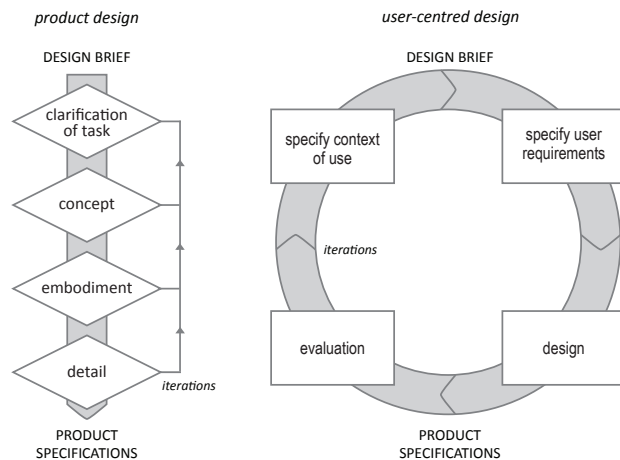 product design
DESIGN BRIEF
clarification
of task
concept
embodiment
detail
iterations
PRODUCT
SPECIFICATIONS
user-centred design
DESIGN BRIEF
specify context
of use
specify user
requirements
iterations
evaluation
design
PRODUCT
SPECIFICATIONS